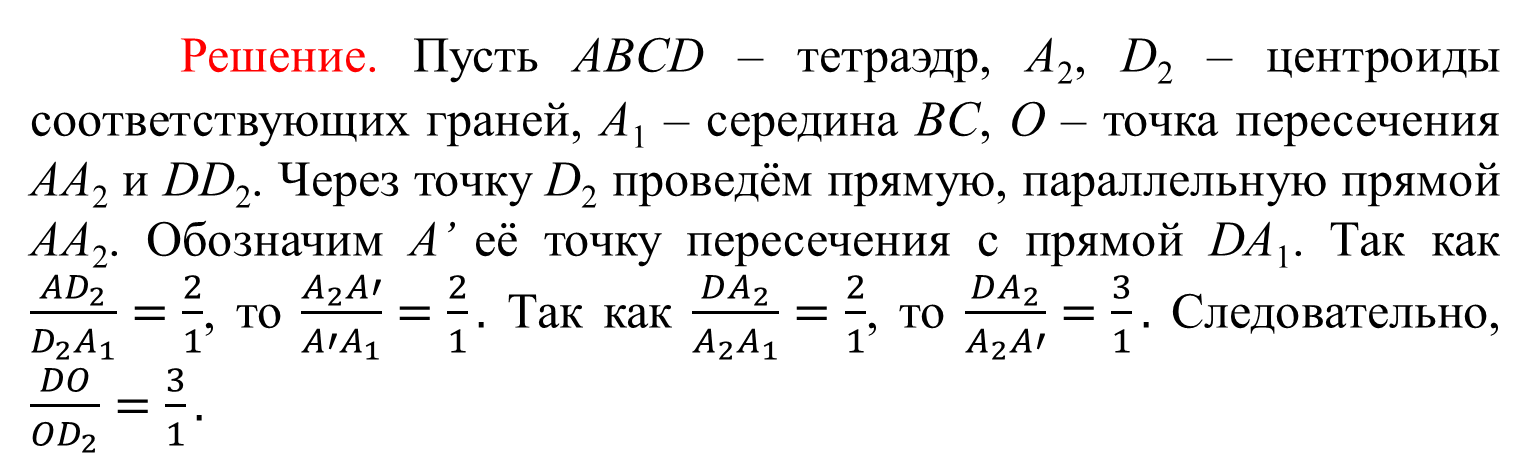 Решение. Пусть ABCD – тетраэдр, A₂, D₂ – центроиды
соответствующих граней, A₁ – середина BC, O – точка пересечения
AA₂ и DD₂. Через точку D₂ проведём прямую, параллельную прямой
AA₂. Обозначим A’ её точку пересечения с прямой DA₁. Так как
AD₂/D₂A₁ = 2/1, то A₂A′/A′A₁ = 2/1. Так как DA₂/A₂A₁ = 2/1, то DA₂/A₂A′ = 3/1. Следовательно,
DO/OD₂ = 3/1.